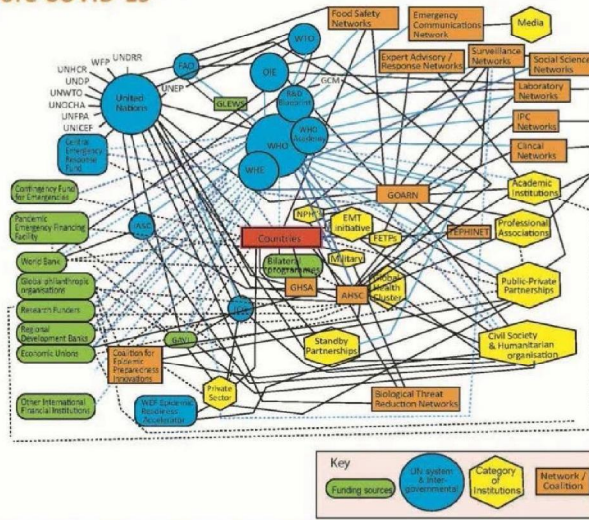 COVID-19
Food Safety
Networks
Emergency
Communications
Network
Media
WTO
Expert Advisory /
Response Networks
Surveillance
Networks
Social Science
Networks
UNDRR
WFP
UNHCR
UNDP
UNWTO
UNOCHA
UNFPA
UNICEF
UNEP
United
Nations
FAO
OIE
GCM
R&D
Blueprint
GLEWS
WHO
WHO
Academy
WHE
Laboratory
Networks
IPC
Networks
Clincal
Networks
Central
Emergency
Response
Fund
GOARN
Academic
Institutions
Contingency Fund
for Emergencies
Pandemic
Emergency Financing
Facility
IASC
NPHI's
EMT
initiative
FETPs
TEPHINET
Professional
Associations
Countries
World Bank
Bilateral
programmes
Military
Global philanthropic
organisations
GHSA
AHSC
Global
Health
Cluster
Public-Private
Partnerships
Research Funders
Regional
Development Banks
Economic Unions
GAVI
Standby
Partnerships
Civil Society
& Humanitarian
organisation
Coalition for
Epidemic
Preparedness
Innovations
Private
Sector
Other International
Financial Institutions
WEF Epidemic
Readiness
Accelerator
Biological Threat
Reduction Networks
Key
Funding sources
UN system
& Inter-
governmental
Category
of
Institutions
Network /
Coalition